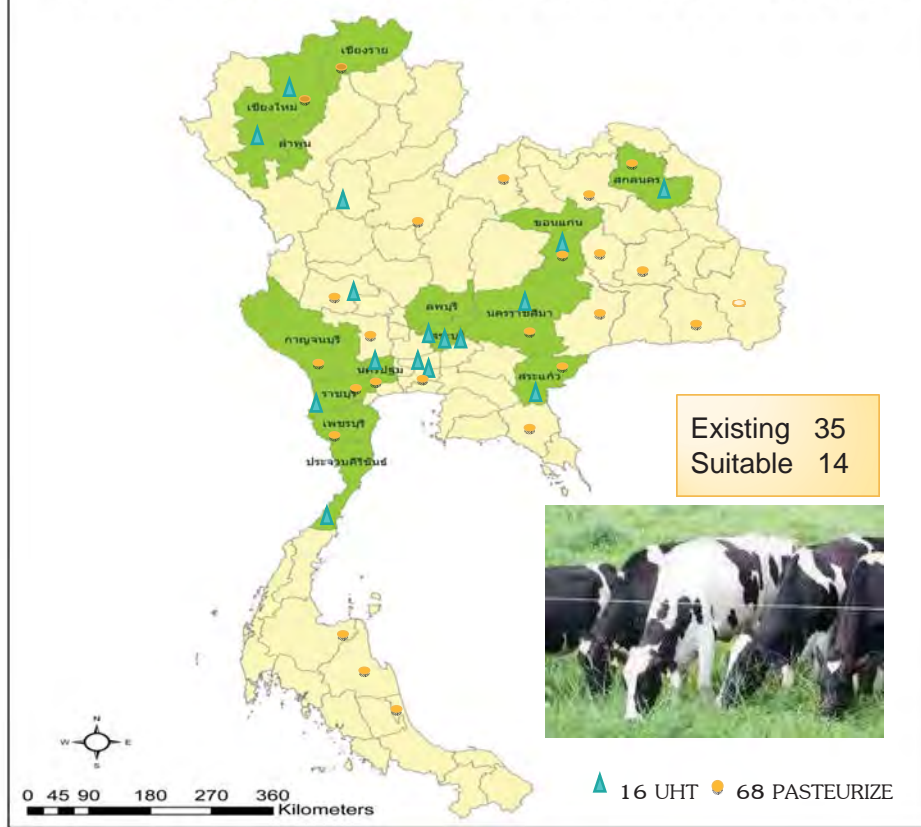 เชียงราย
เชียงใหม่
ลำพูน
สกลนคร
ขอนแก่น
ลพบุรี
นครราชสีมา
สระบุรี
กาญจนบุรี
นครปฐม
สระแก้ว
ราชบุรี
เพชรบุรี
ประจวบคีรีขันธ์
Existing 35
Suitable 14
N
W E
S
0 45 90 180 270 360
Kilometers
16 UHT 68 PASTEURIZE